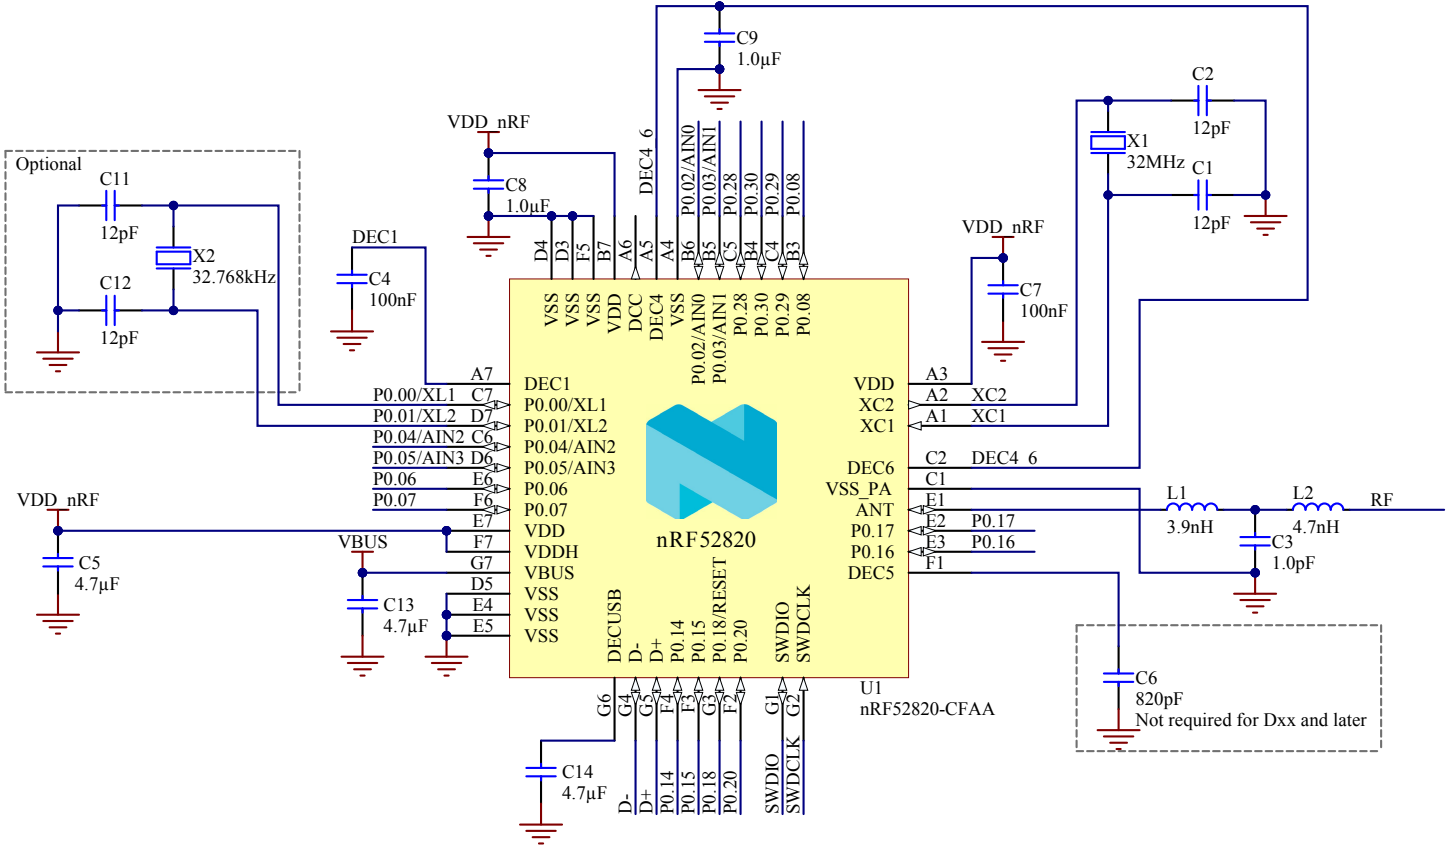 C9
1.0µF
C2
12pF
VDD_nRF
X1
32MHz
C1
12pF
Optional
C11
12pF
X2
32.768kHz
C12
12pF
C8
1.0µF
DEC4_6
P0.02/AIN0
P0.03/AIN1
P0.28
P0.30
P0.29
P0.08
DEC1
C4
100nF
VDD_nRF
C7
100nF
D4
D3
F5
B7
A6
A5
A4
B6
B5
C5
B4
C4
B3
VSS
VSS
VSS
VDD
DCC
DEC4
VSS
P0.02/AIN0
P0.03/AIN1
P0.28
P0.30
P0.29
P0.08
A7 DEC1
P0.00/XL1 C7 P0.00/XL1
P0.01/XL2 D7 P0.01/XL2
P0.04/AIN2 C6 P0.04/AIN2
P0.05/AIN3 D6 P0.05/AIN3
P0.06 E6 P0.06
P0.07 F6 P0.07
E7 VDD
F7 VDDH
G7 VBUS
D5 VSS
E4 VSS
E5 VSS
VDD A3
XC2 A2 XC2
XC1 A1 XC1
DEC6 C2 DEC4_6
VSS_PA C1
ANT E1
P0.17 E2 P0.17
P0.16 E3 P0.16
DEC5 F1
nRF52820
VDD_nRF
C5
4.7µF
VBUS
C13
4.7µF
L1
3.9nH
L2
4.7nH
RF
C3
1.0pF
DECUSB
D-
D+
P0.14
P0.15
P0.18/RESET
P0.20
SWDIO
SWDCLK
G6
G4
G5
F4
F3
G3
F2
G1
G2
U1
nRF52820-CFAA
C14
4.7µF
D-
D+
P0.14
P0.15
P0.18
P0.20
SWDIO
SWDCLK
C6
820pF
Not required for Dxx and later